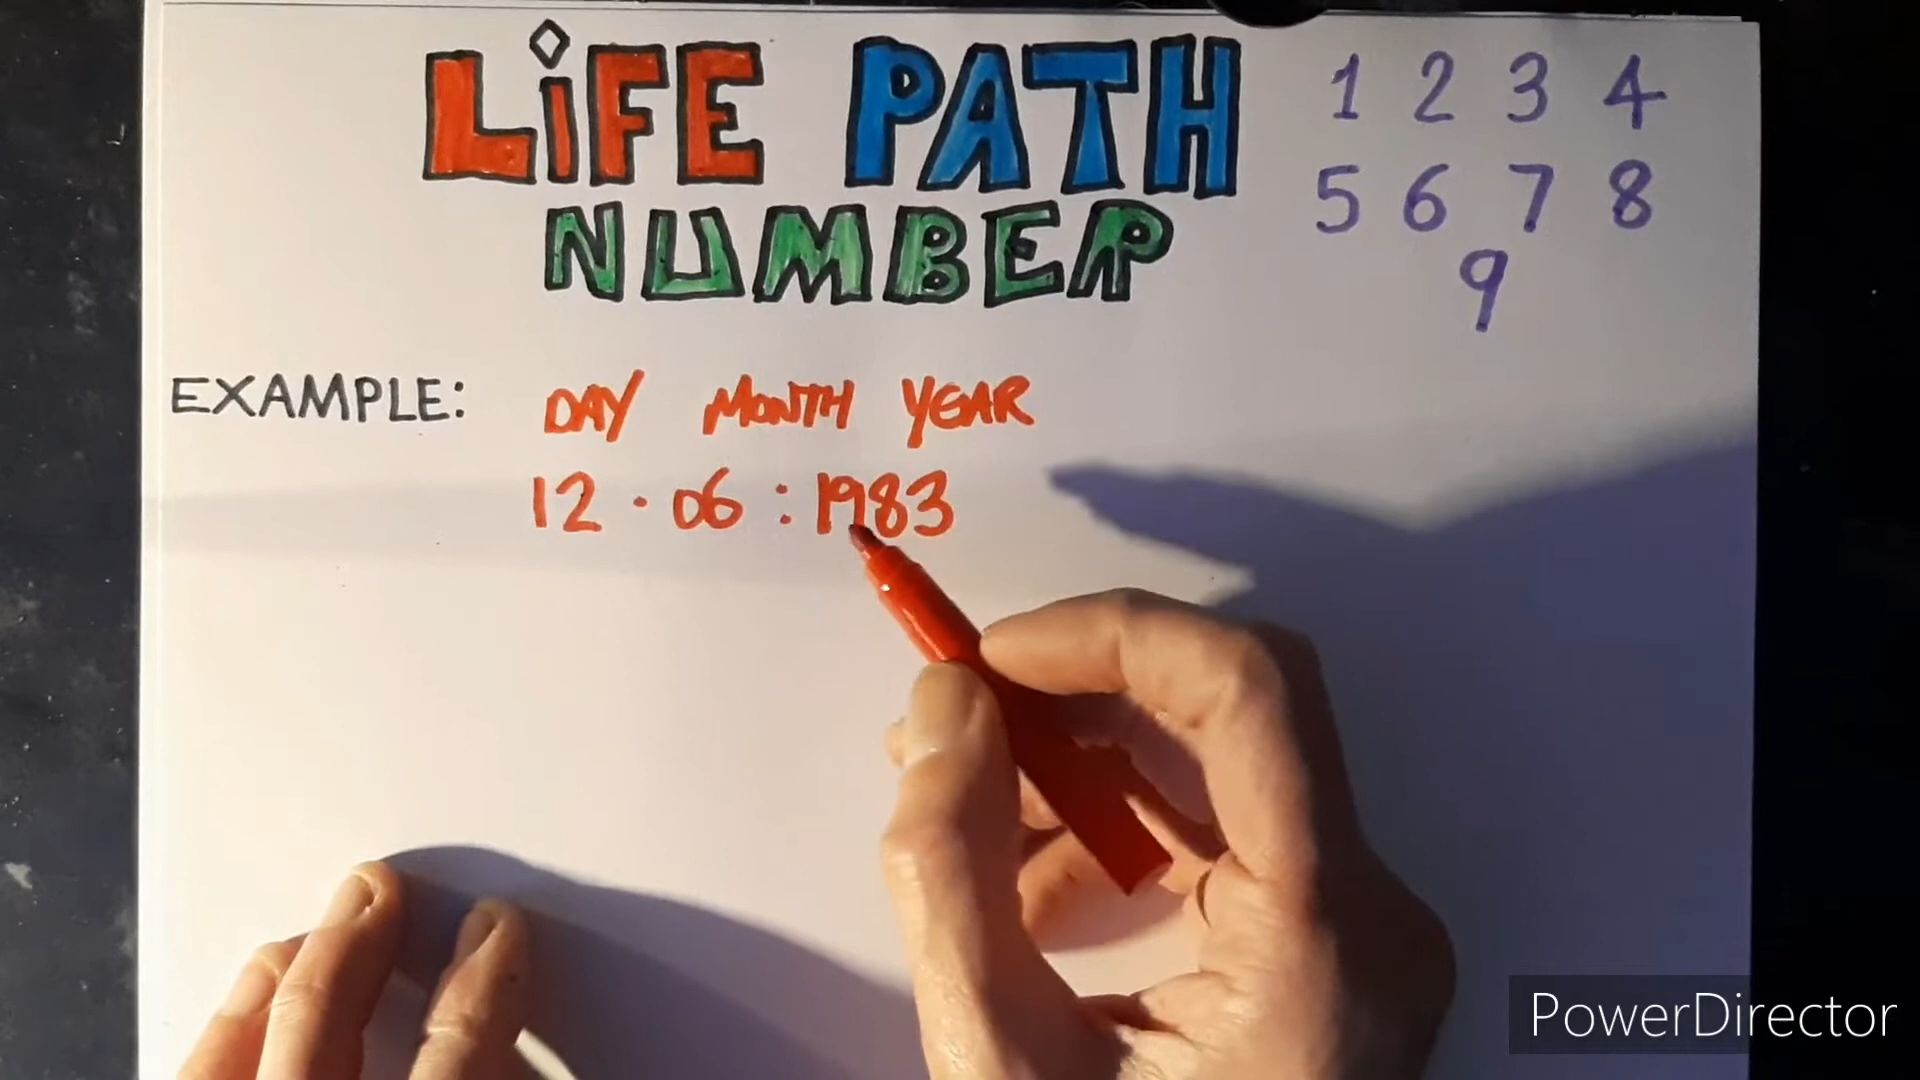 LiFE PATH
NUMBER
1 2 3 4
5 6 7 8
9
EXAMPLE: DAY MONTH YEAR
12 · 06 : 1983
PowerDirector